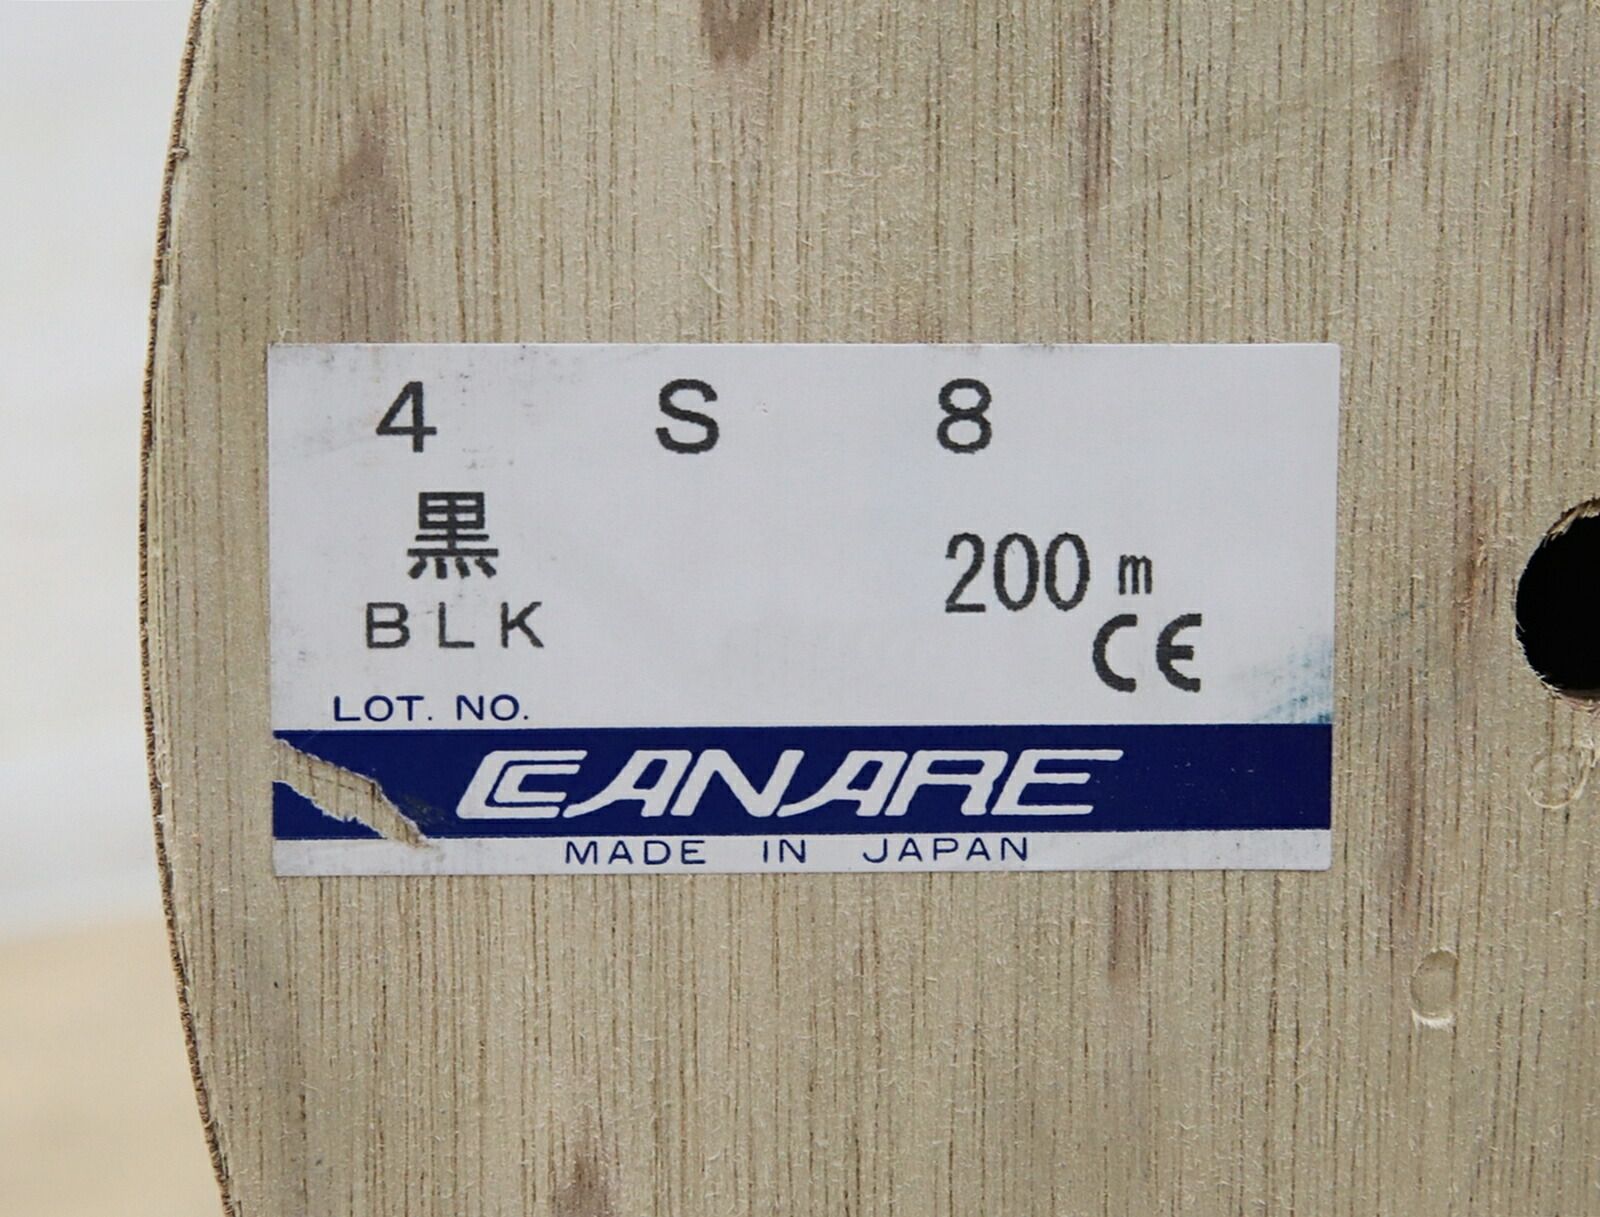 4 S 8
黒
200 m
BLK
CE
LOT. NO.
CANARE
MADE IN JAPAN